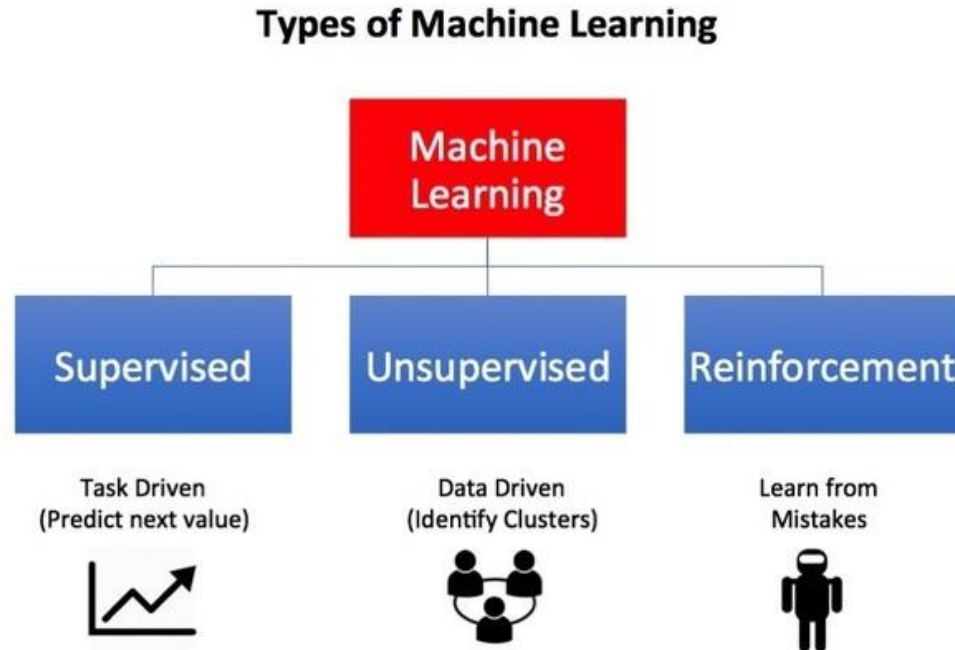 Types of Machine Learning
Machine
Learning
Supervised
Unsupervised
Reinforcement
Task Driven
(Predict next value)
Data Driven
(Identify Clusters)
Learn from
Mistakes